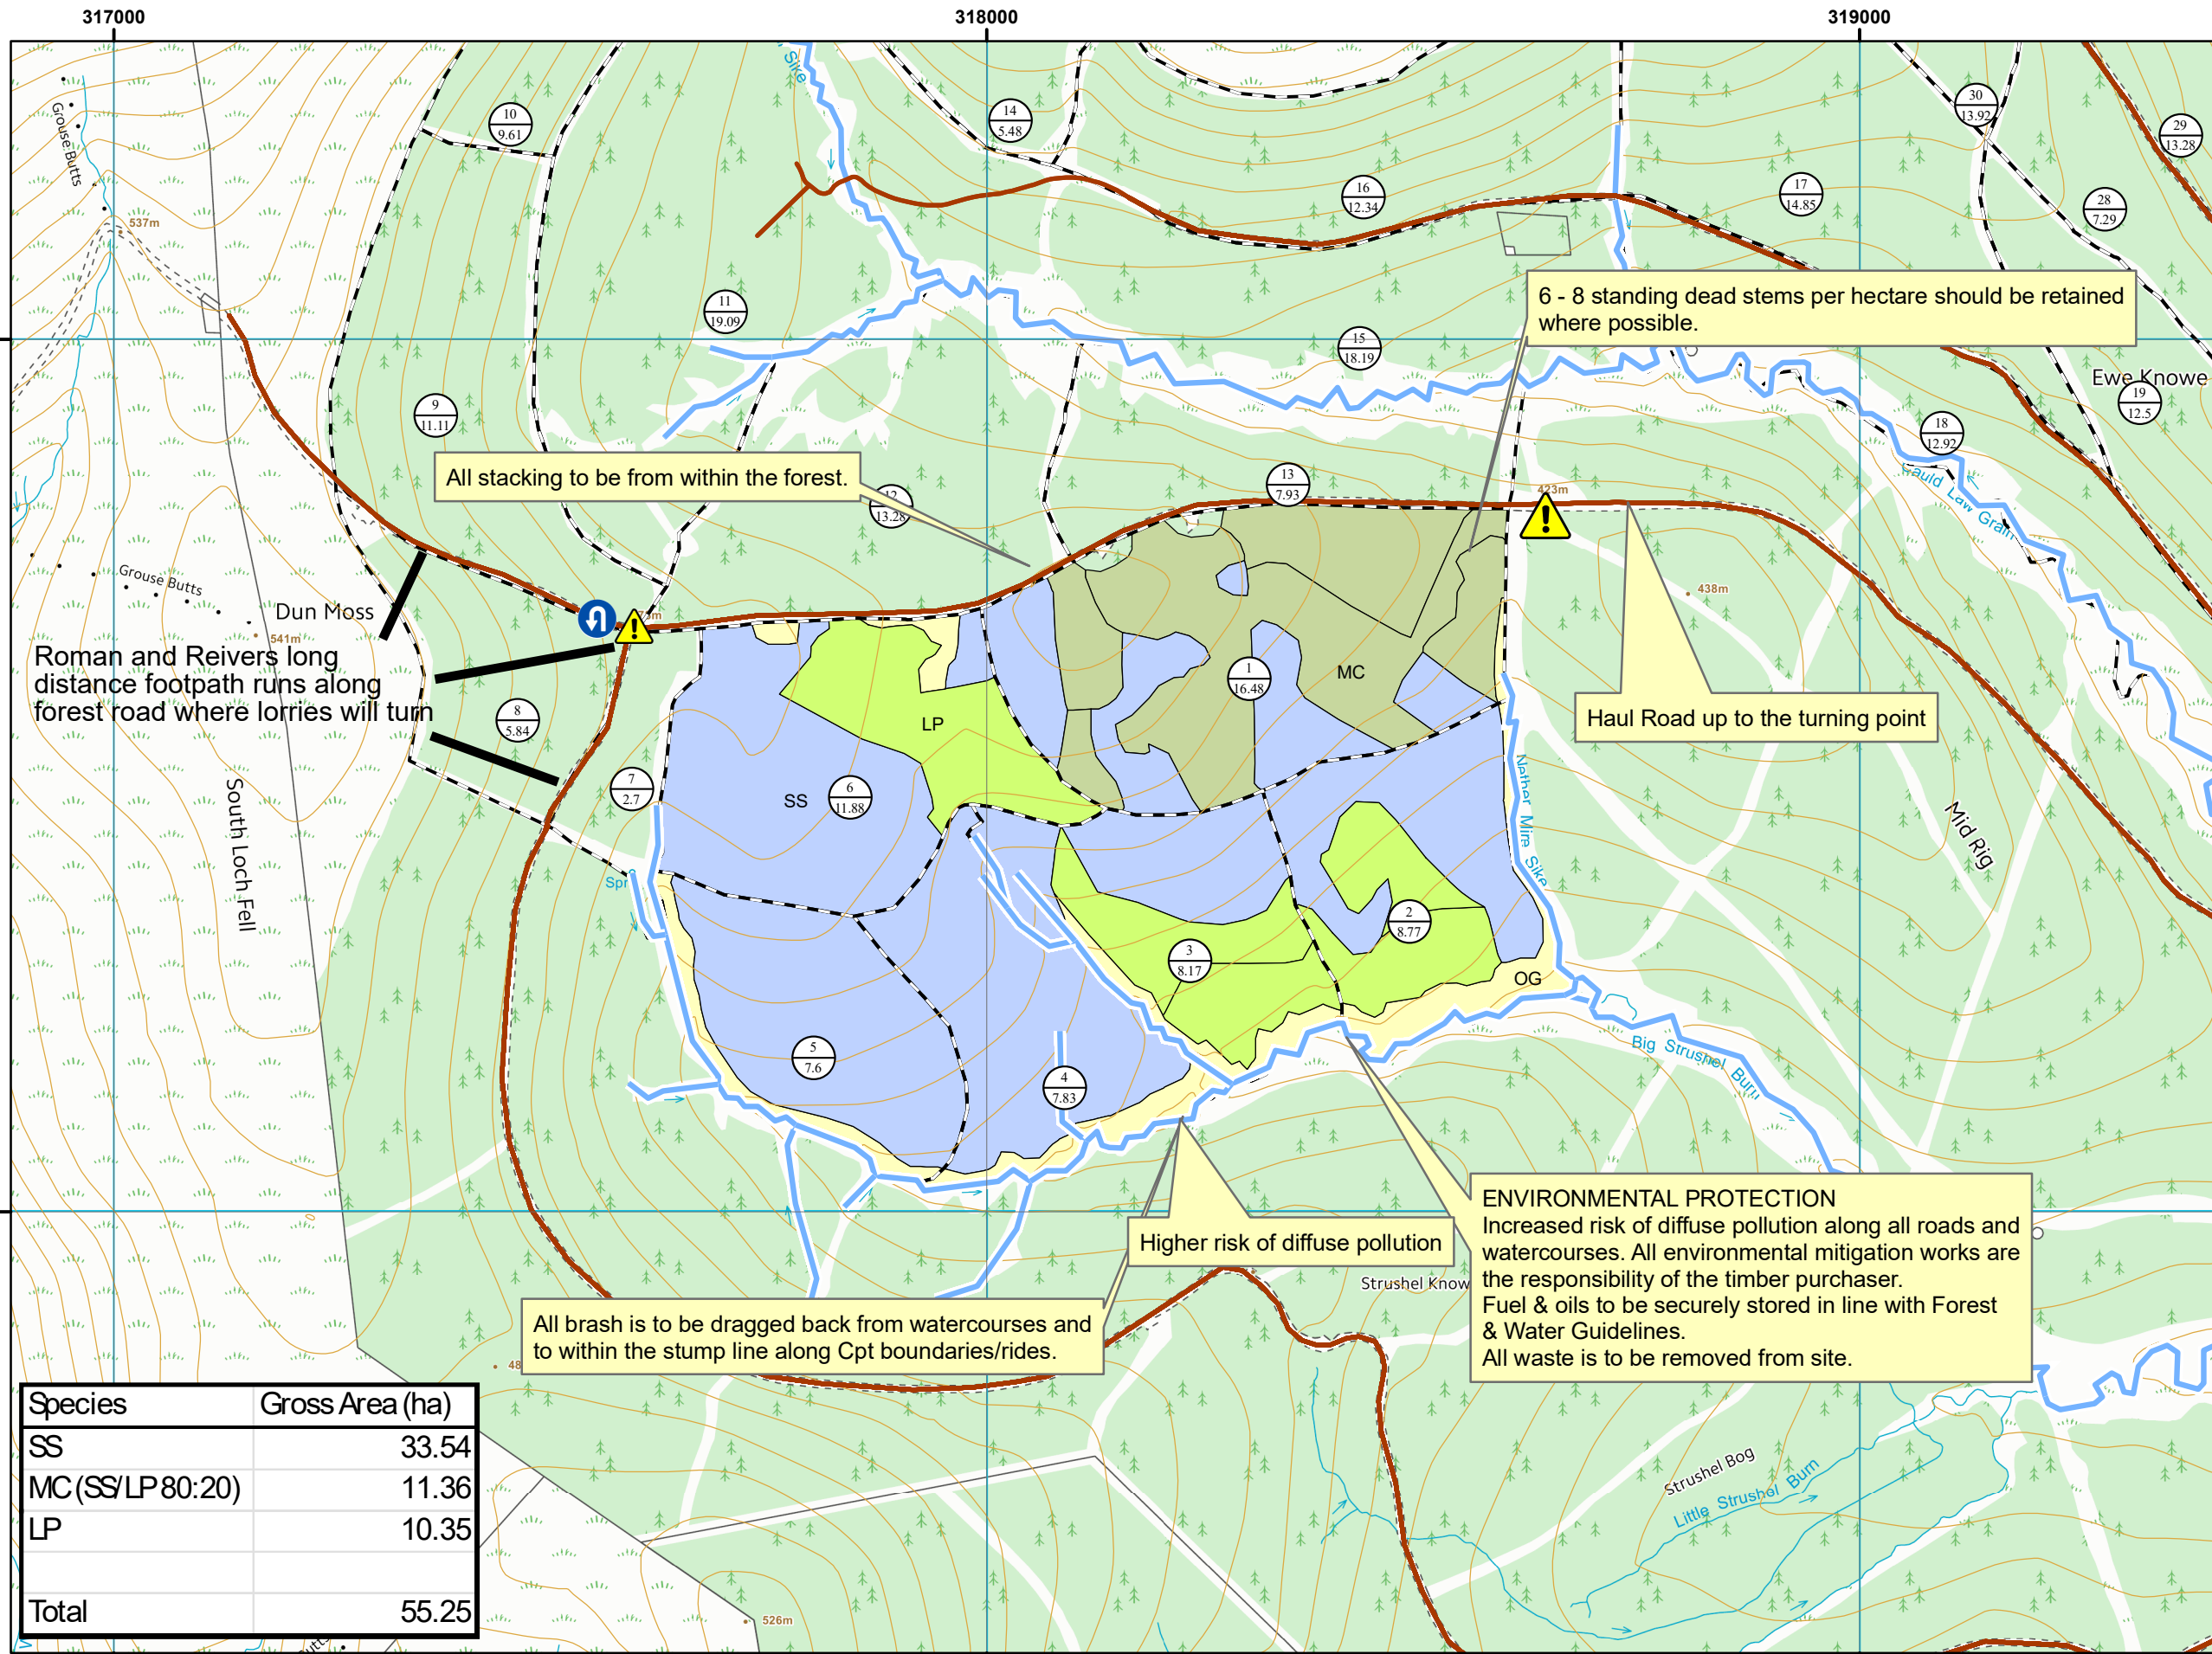 317000
318000
319000
Sike
Grouse Butts
537m
10
9.61
14
5.48
30
13.92
29
13.28
16
12.34
17
14.85
28
7.29
11
19.09
6 - 8 standing dead stems per hectare should be retained
where possible.
15
18.19
Ewe Knowe
19
12.5
9
11.11
18
12.92
Cauld Law Grain
All stacking to be from within the forest.
12
13.28
13
7.93
423m
Grouse Butts
Dun Moss
541m
438m
Roman and Reivers long
distance footpath runs along
forest road where lorries will turn
8
5.84
1
16.48
MC
LP
Haul Road up to the turning point
7
2.7
SS
6
11.88
South Loch Fell
Nether Mire Sike
Mid Rig
Spr
2
8.77
3
8.17
OG
5
7.6
4
7.83
Big Strushel Burn
ENVIRONMENTAL PROTECTION
Increased risk of diffuse pollution along all roads and
watercourses. All environmental mitigation works are
the responsibility of the timber purchaser.
Fuel & oils to be securely stored in line with Forest
& Water Guidelines.
All waste is to be removed from site.
Higher risk of diffuse pollution
Strushel Know
All brash is to be dragged back from watercourses and
to within the stump line along Cpt boundaries/rides.
48
Species Gross Area (ha)
SS 33.54
MC (SS/LP 80:20) 11.36
LP 10.35
Total 55.25
526m
Strushel Bog
Little Strushel Burn